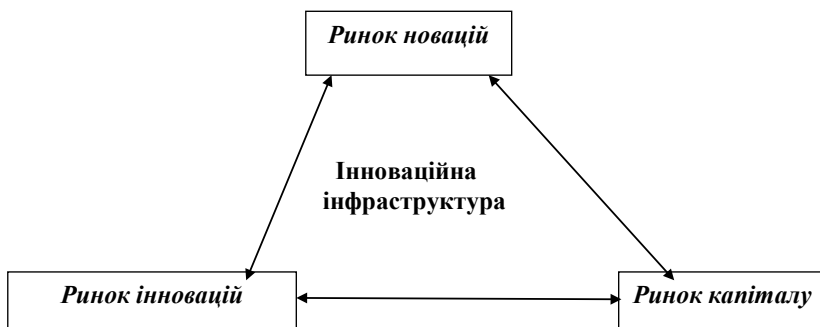 Ринок новацій
Інноваційна
інфраструктура
Ринок інновацій
Ринок капіталу